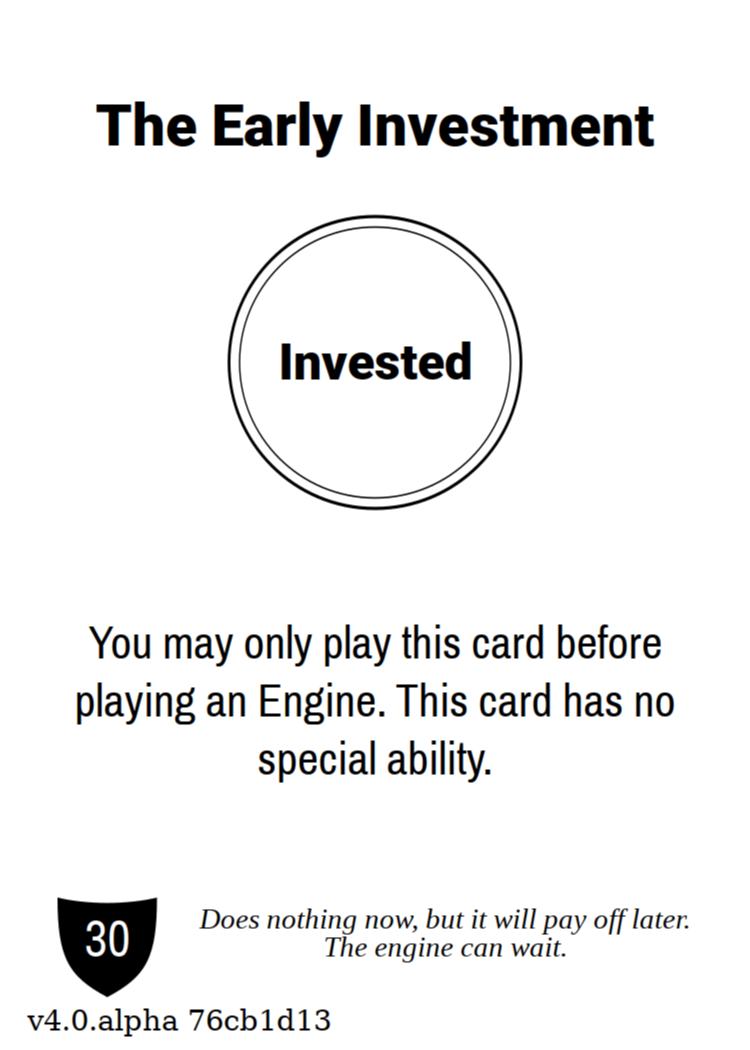 The Early Investment
Invested
You may only play this card before
playing an Engine. This card has no
special ability.
30
Does nothing now, but it will pay off later.
The engine can wait.
v4.0.alpha 76cb1d13